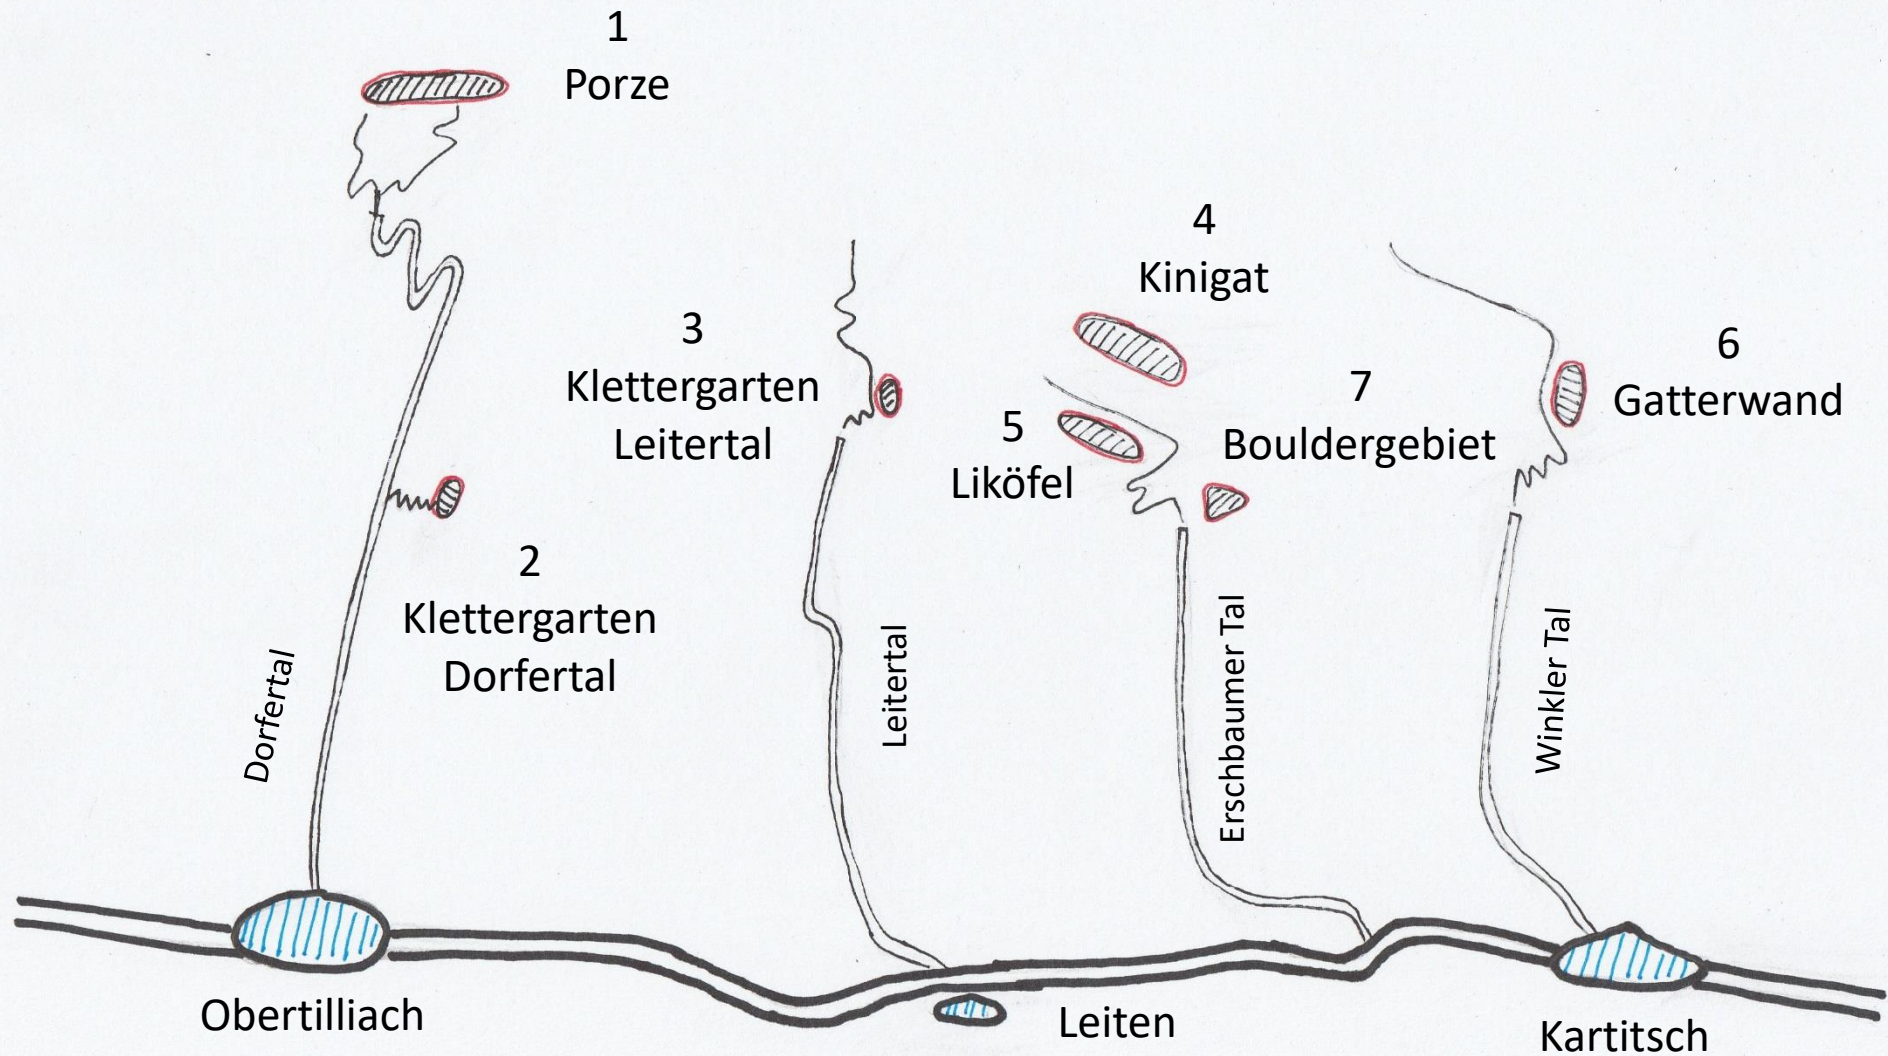 1
Porze
4
Kinigat
3
Klettergarten
Leitertal
5
Liköfel
7
Bouldergebiet
6
Gatterwand
2
Klettergarten
Dorfertal
Dorfertal
Leitertal
Erschbaumer Tal
Winkler Tal
Obertilliach
Leiten
Kartitsch